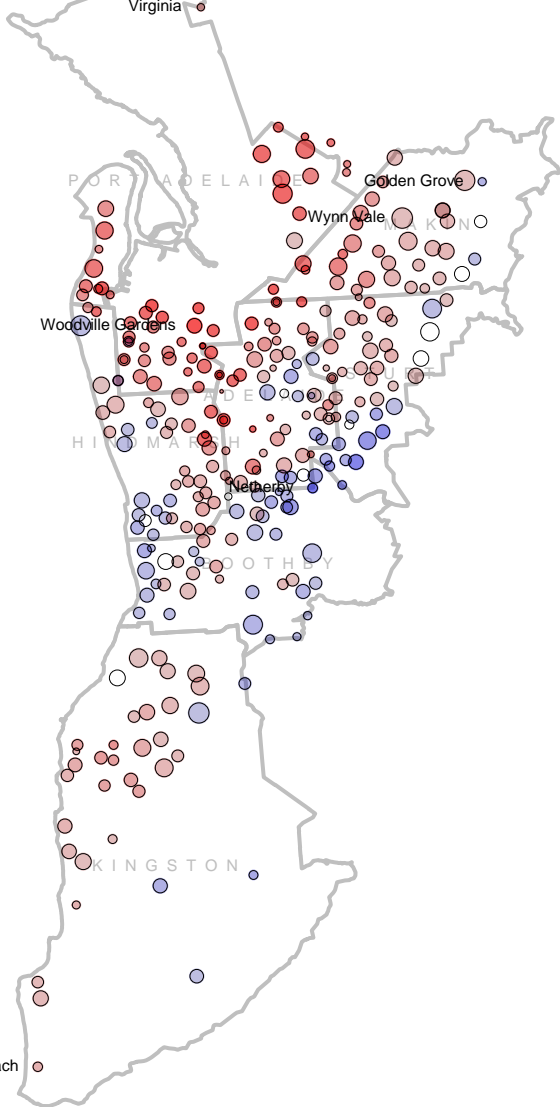 Virginia
PORT ADELAIDE
Golden Grove
Wynn Vale
MAKIN
Woodville Gardens
STURT
ADELAIDE
HINDMARSH
Netherby
BOOTHBY
KINGSTON
ach